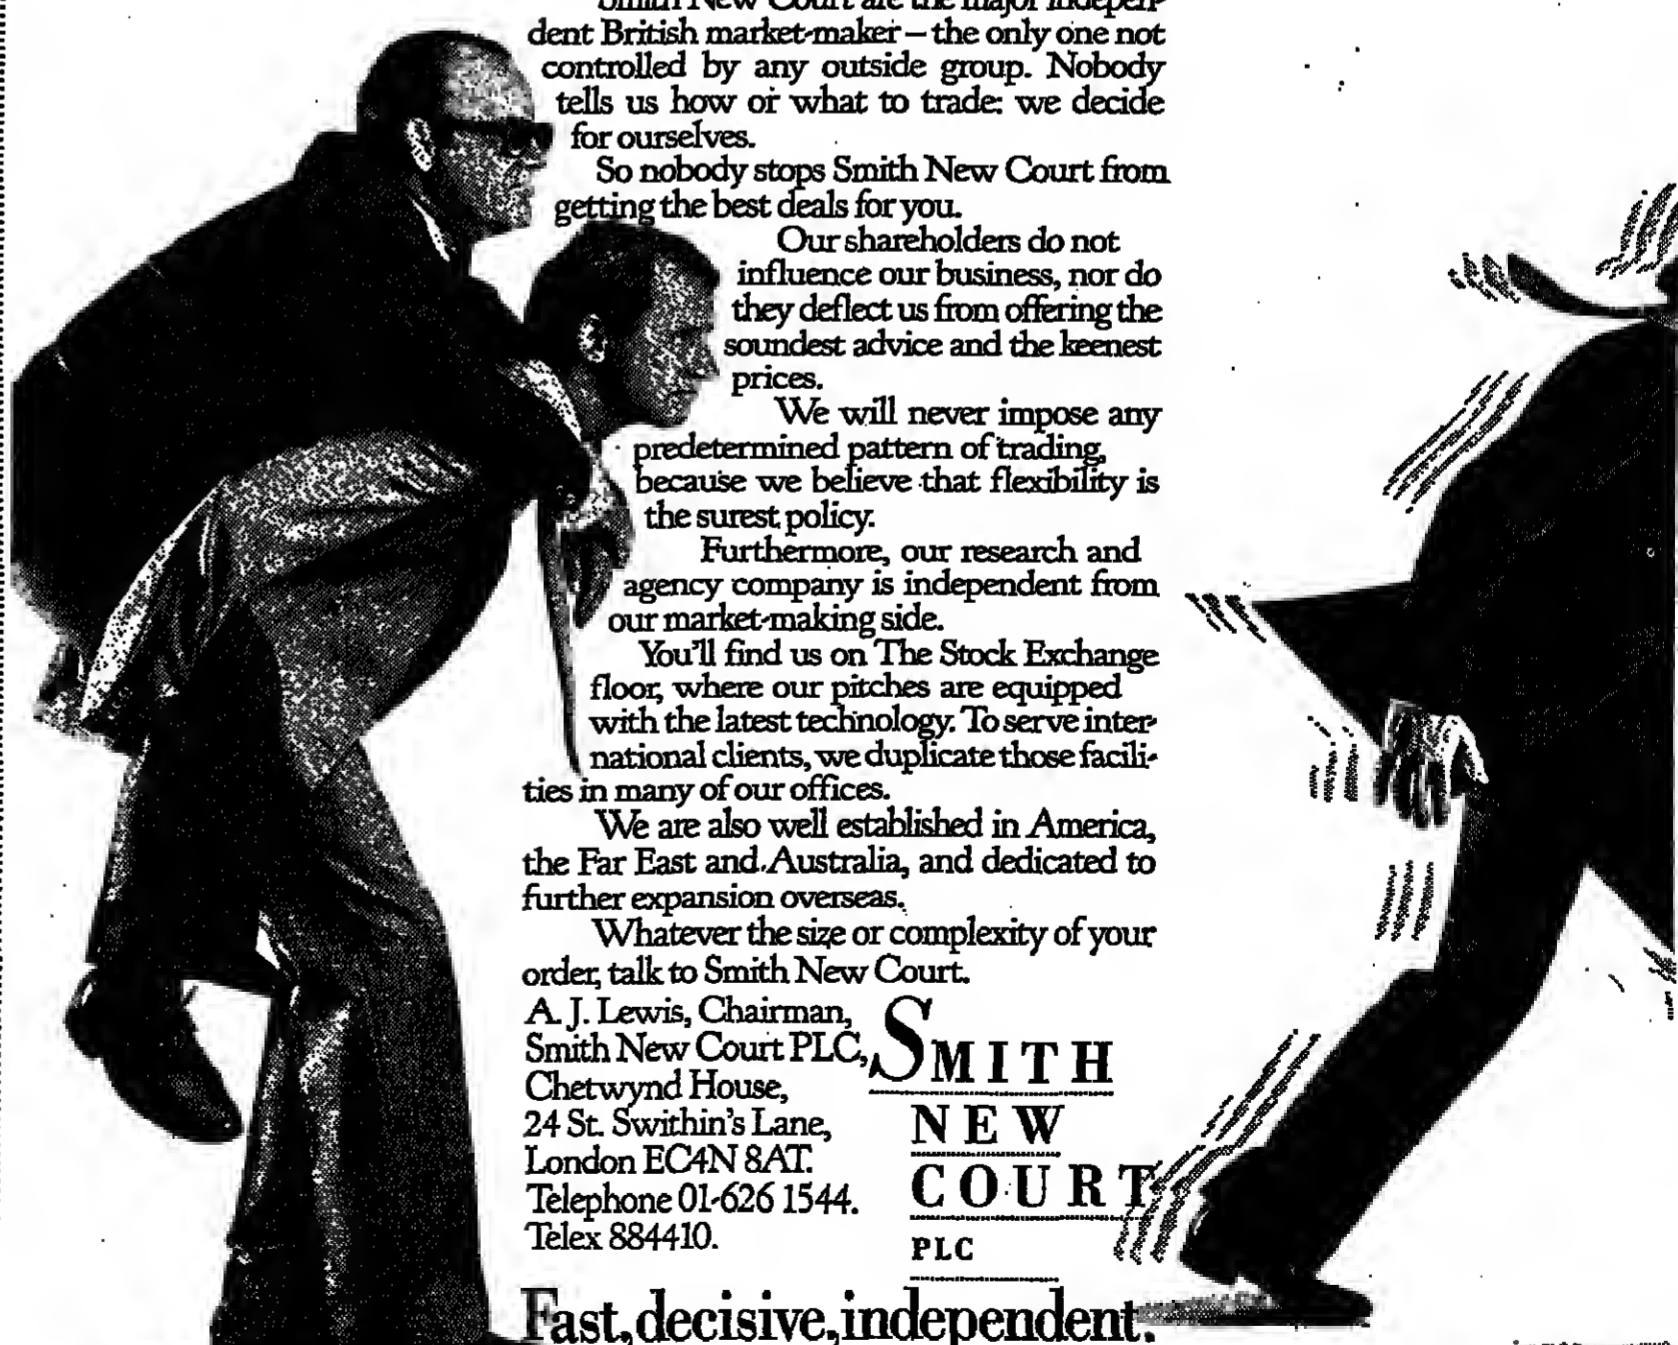 Smith New Court are the major indepen-
dent British market-maker – the only one not
controlled by any outside group. Nobody
tells us how or what to trade: we decide
for ourselves.
So nobody stops Smith New Court from
getting the best deals for you.
Our shareholders do not
influence our business, nor do
they deflect us from offering the
soundest advice and the keenest
prices.
We will never impose any
predetermined pattern of trading,
because we believe that flexibility is
the surest policy.
Furthermore, our research and
agency company is independent from
our market-making side.
You'll find us on The Stock Exchange
floor, where our pitches are equipped
with the latest technology. To serve inter-
national clients, we duplicate those facili-
ties in many of our offices.
We are also well established in America,
the Far East and Australia, and dedicated to
further expansion overseas.
Whatever the size or complexity of your
order, talk to Smith New Court.
A. J. Lewis, Chairman,
Smith New Court PLC,
Chetwynd House,
24 St. Swithin's Lane,
London EC4N 8AT.
Telephone 01-626 1544.
Telex 884410.
SMITH
NEW
COURT
PLC
Fast, decisive, independent.